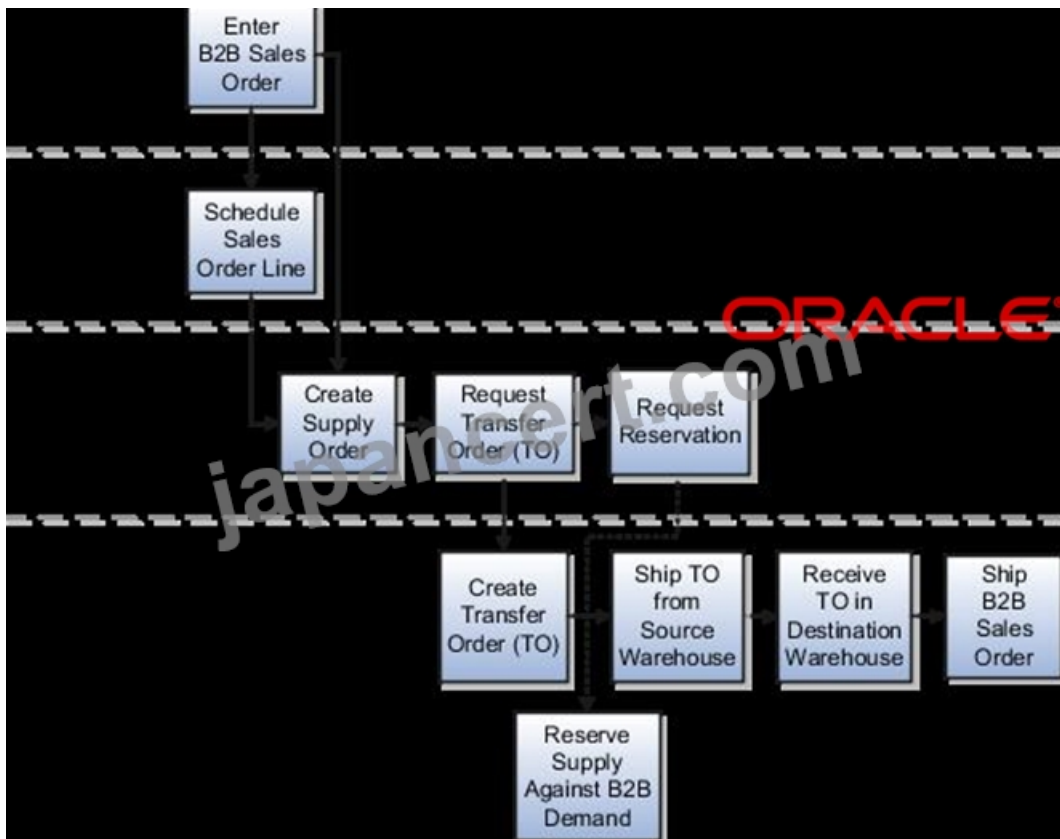 Enter
B2B Sales
Order
Schedule
Sales
Order Line
ORACLE
Create
Supply
Order
Request
Transfer
Order (TO)
Request
Reservation
japancert.com
Create
Transfer
Order (TO)
Ship TO
from
Source
Warehouse
Receive
TO in
Destination
Warehouse
Ship
B2B
Sales
Order
Reserve
Supply
Against B2B
Demand